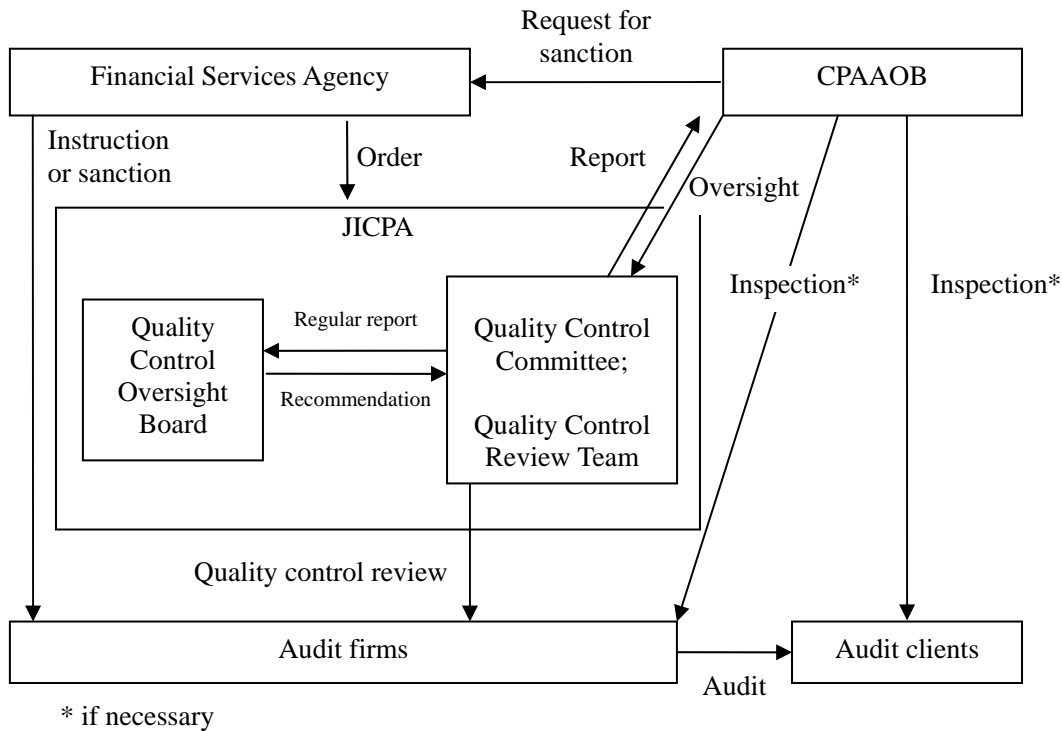 Request for
sanction
Financial Services Agency
CPAAOB
Instruction
or sanction
Order
Report
Oversight
JICPA
Inspection*
Inspection*
Quality
Control
Oversight
Board
Regular report
Recommendation
Quality Control
Committee;
Quality Control
Review Team
Quality control review
Audit firms
Audit
Audit clients
* if necessary